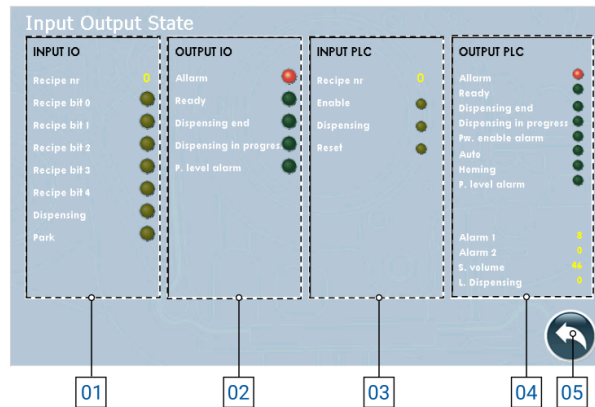 Input Output State
INPUT IO
Recipe nr 0
Recipe bit 0
Recipe bit 1
Recipe bit 2
Recipe bit 3
Recipe bit 4
Dispensing
Park
OUTPUT IO
Allarm
Ready
Dispensing end
Dispensing in progres
P. level alarm
INPUT PLC
Recipe nr 0
Enable
Dispensing
Reset
OUTPUT PLC
Allarm
Ready
Dispensing end
Dispensing in progress
Pw. enable alarm
Auto
Homing
P. level alarm
Alarm 1 8
Alarm 2 0
S. volume 46
L. Dispensing 0
01
02
03
04
05